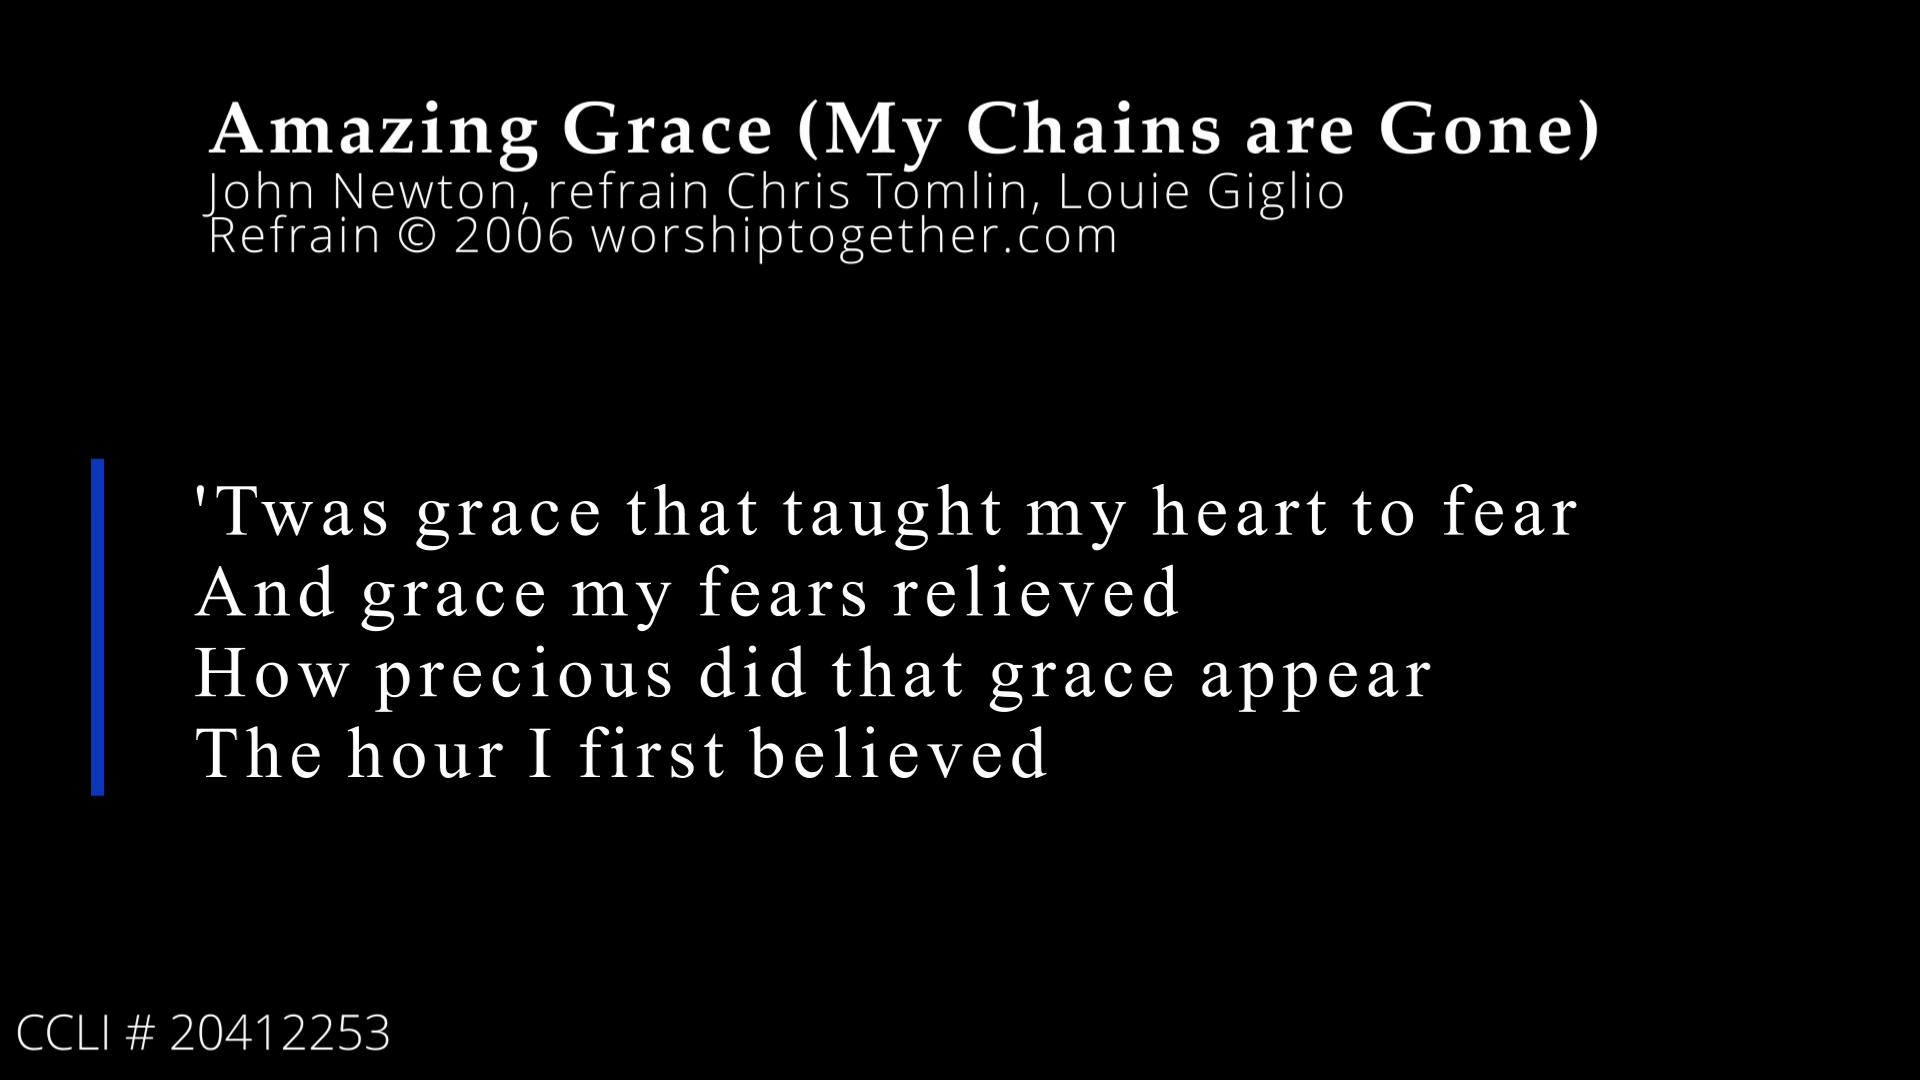 Amazing Grace (My Chains are Gone)
John Newton, refrain Chris Tomlin, Louie Giglio
Refrain © 2006 worshiptogether.com
'Twas grace that taught my heart to fear
And grace my fears relieved
How precious did that grace appear
The hour I first believed
CCLI # 20412253